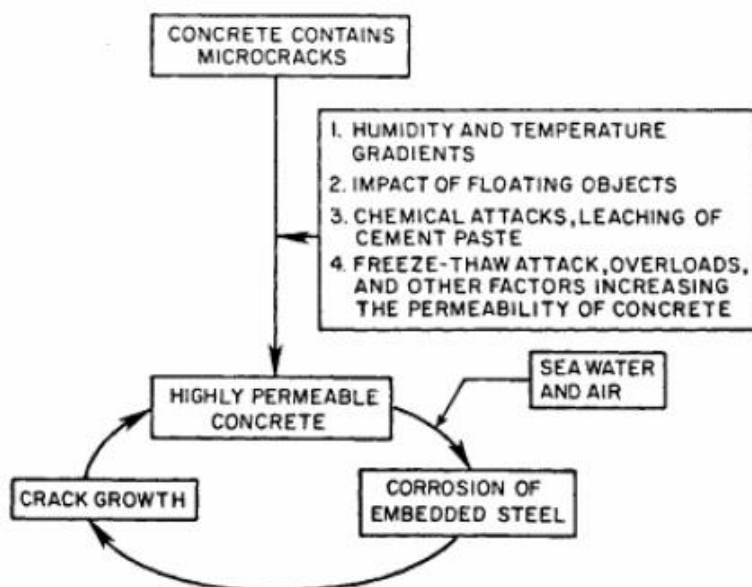 CONCRETE CONTAINS
MICROCRACKS
1. HUMIDITY AND TEMPERATURE
GRADIENTS
2. IMPACT OF FLOATING OBJECTS
3. CHEMICAL ATTACKS, LEACHING OF
CEMENT PASTE
4. FREEZE-THAW ATTACK, OVERLOADS,
AND OTHER FACTORS INCREASING
THE PERMEABILITY OF CONCRETE
SEA WATER
AND AIR
HIGHLY PERMEABLE
CONCRETE
CRACK GROWTH
CORROSION OF
EMBEDDED STEEL